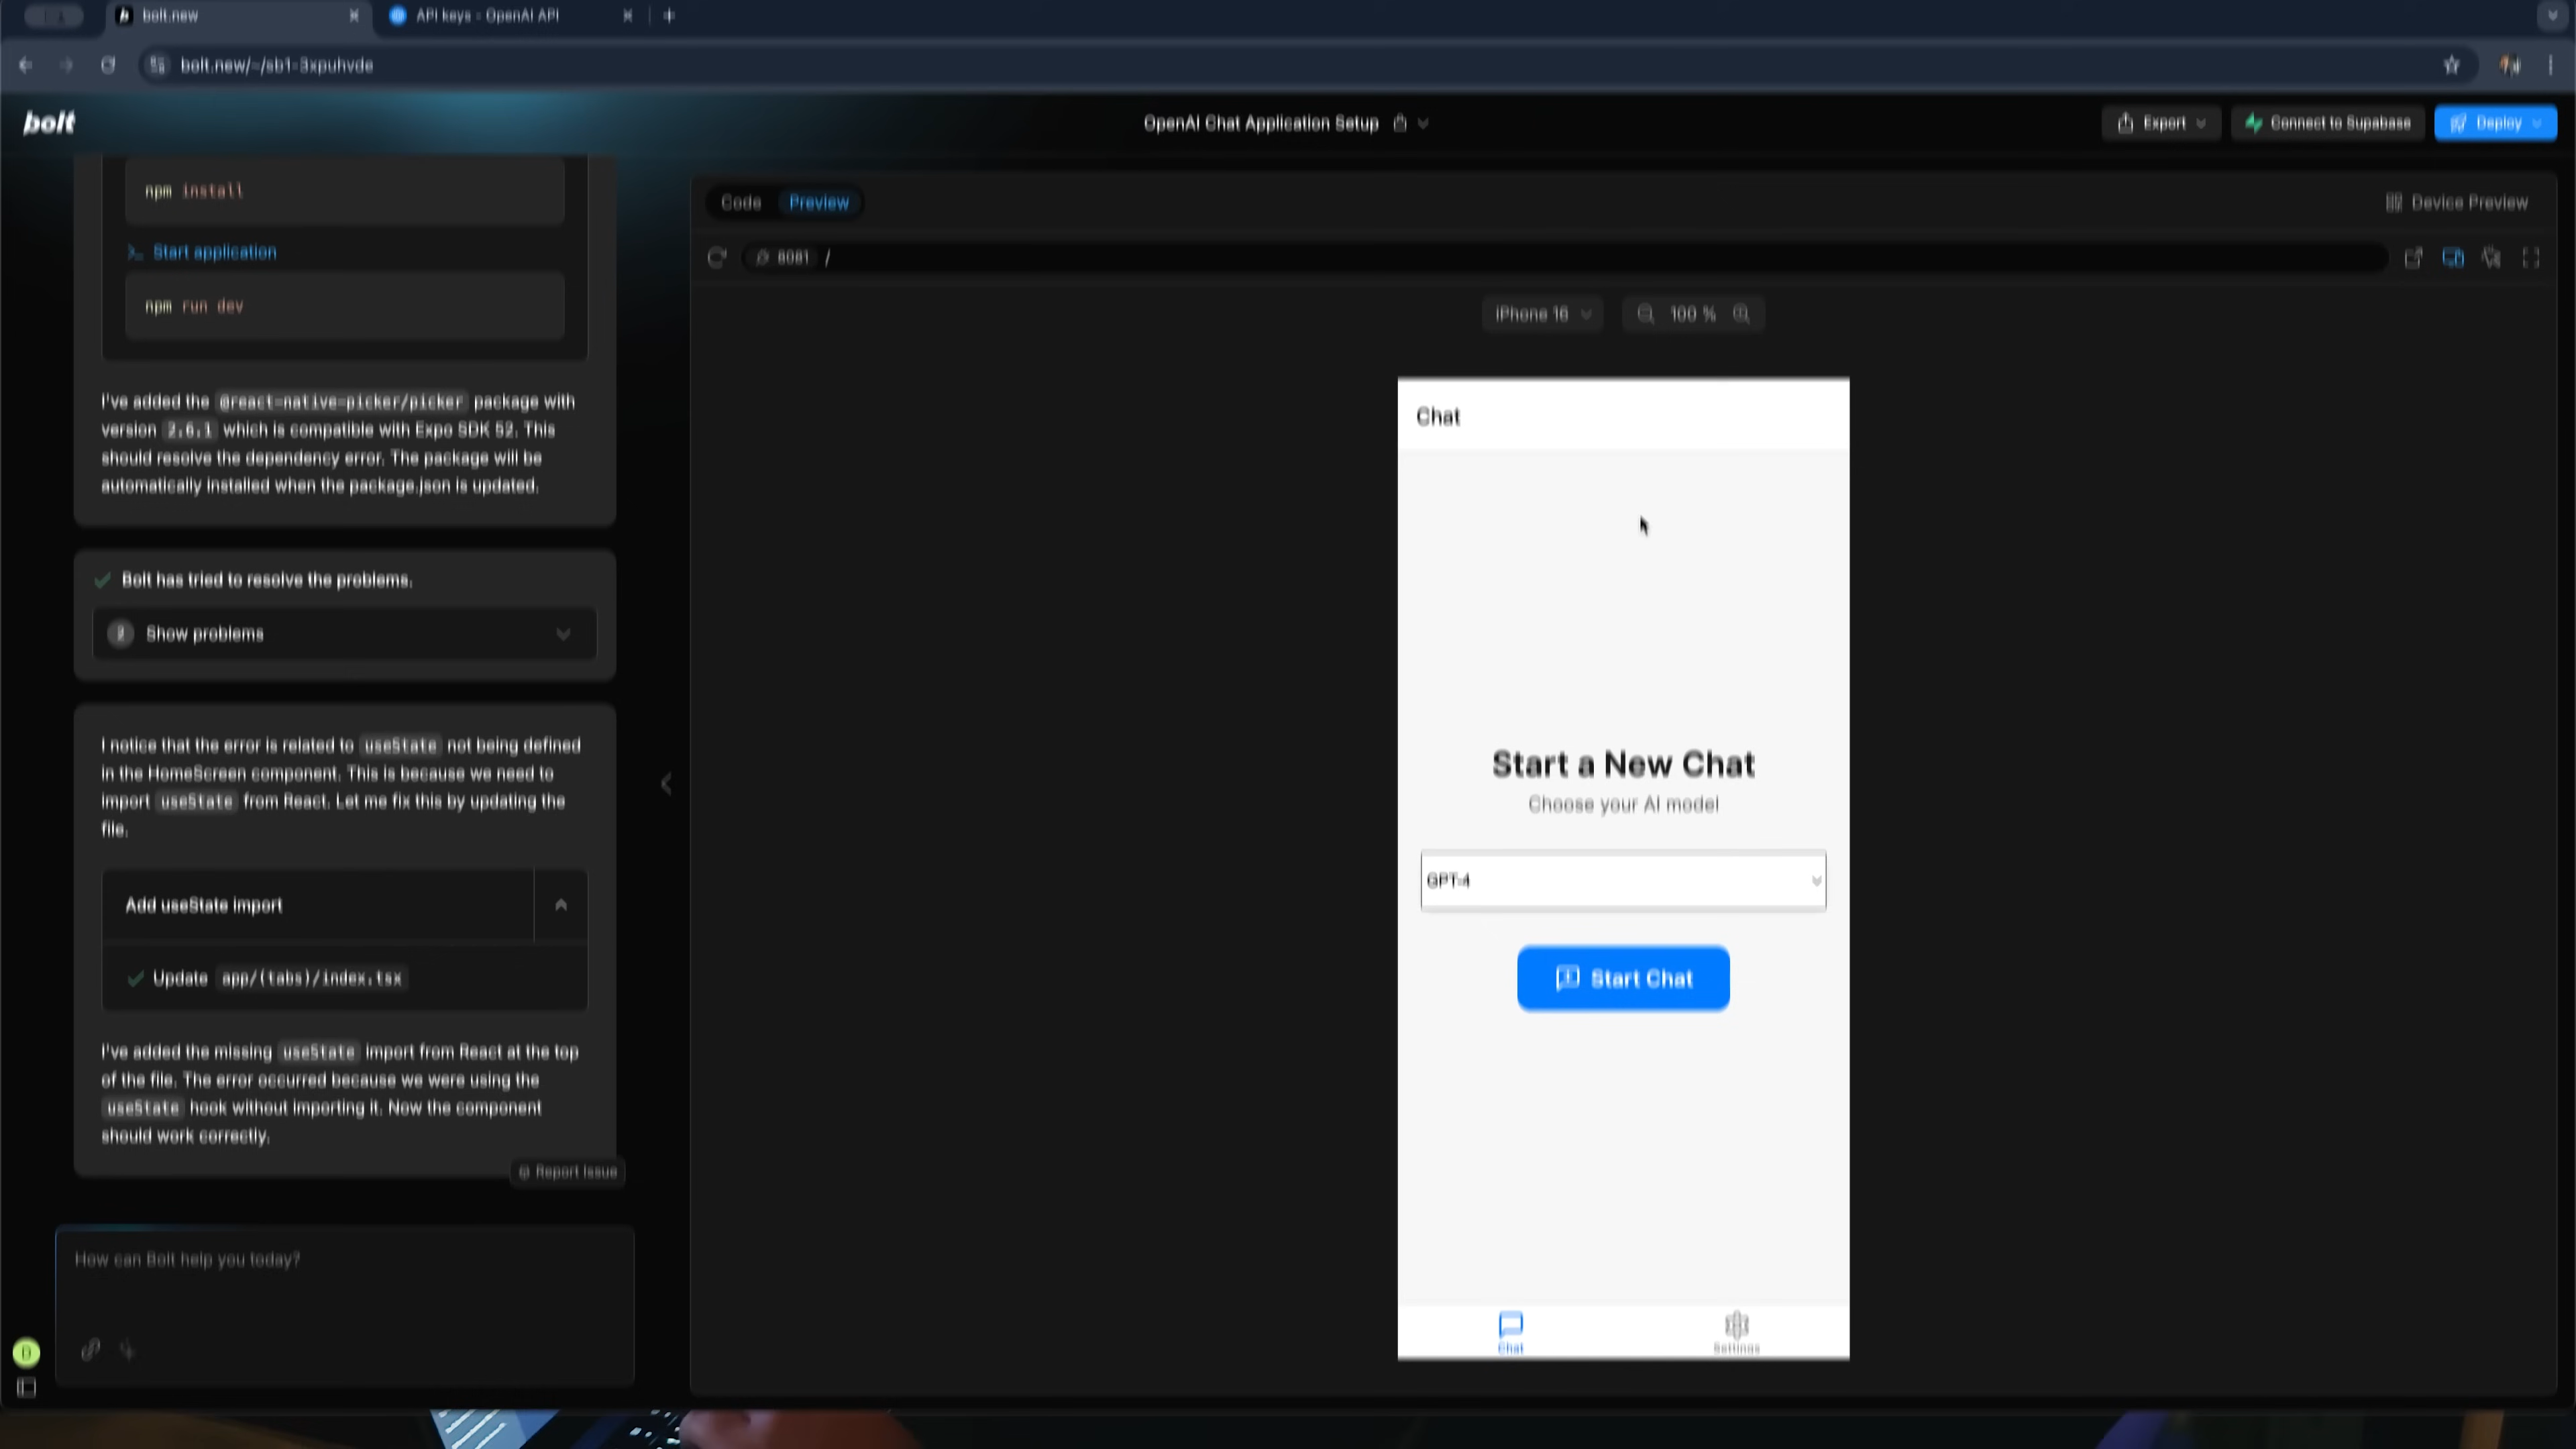 bolt.new
API keys - OpenAI API
bolt.new/~/sb1-3xpuhvde
bolt
OpenAI Chat Application Setup
Export
Connect to Supabase
Deploy
npm install
Start application
npm run dev
I've added the @react-native-picker/picker package with
version 2.6.1 which is compatible with Expo SDK 52. This
should resolve the dependency error. The package will be
automatically installed when the package.json is updated.
Bolt has tried to resolve the problems.
Show problems
I notice that the error is related to useState not being defined
in the HomeScreen component. This is because we need to
import useState from React. Let me fix this by updating the
file.
Add useState import
Update app/(tabs)/index.tsx
I've added the missing useState import from React at the top
of the file. The error occurred because we were using the
useState hook without importing it. Now the component
should work correctly.
Report Issue
How can Bolt help you today?
D
Code
Preview
Device Preview
8081 /
iPhone 16
100 %
Chat
Start a New Chat
Choose your AI model
GPT-4
Start Chat
Chat
Settings